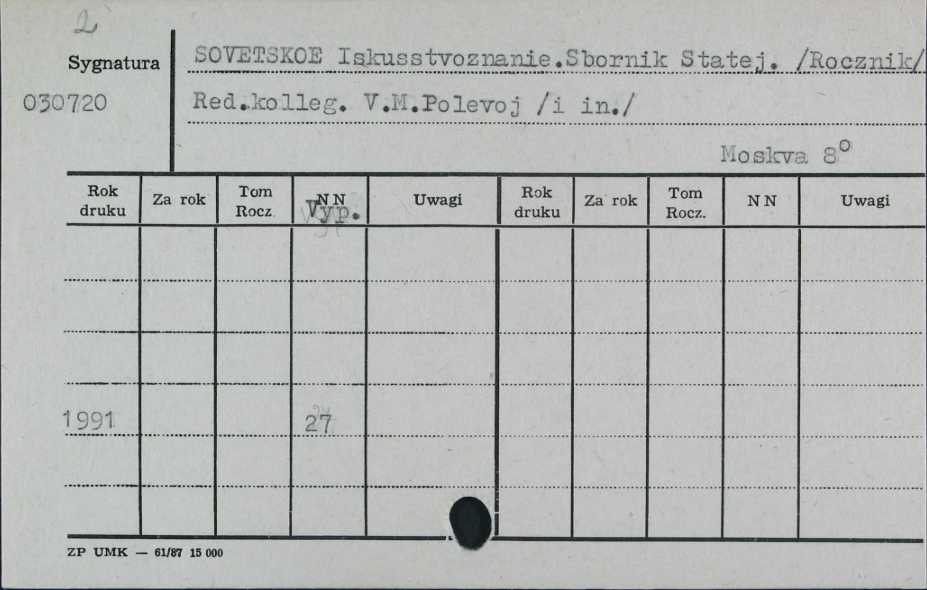 2
Sygnatura
SOVETSKOE Iskusstvoznanie.Sbornik Statej. /Rocznik/
030720
Red.kolleg. V.M.Polevoj /i in./
Moskva 8°
Rok druku Za rok Tom Rocz. NN Vyp. Uwagi Rok druku Za rok Tom Rocz. NN Uwagi
1991 27
ZP UMK — 61/87 15 000